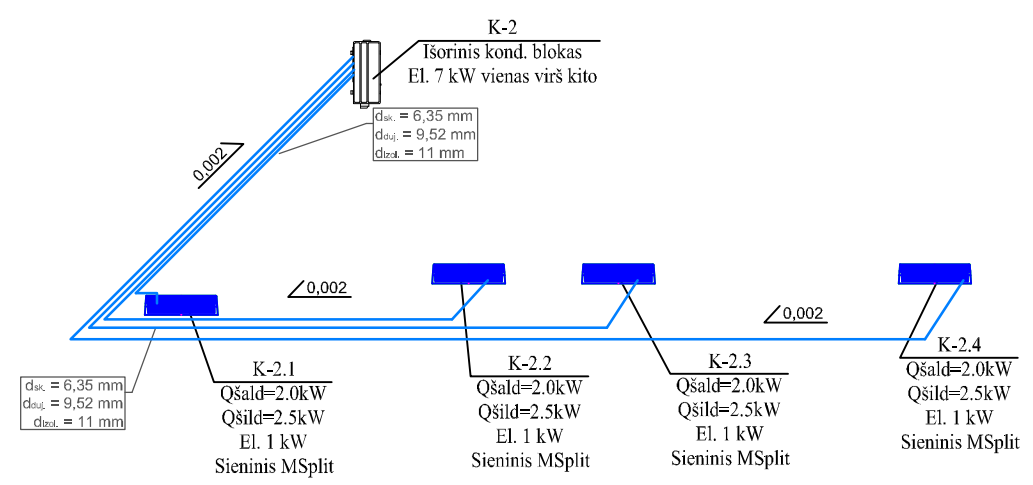 K-2
Išorinis kond. blokas
El. 7 kW vienas virš kito
dsk. = 6,35 mm
dduj. = 9,52 mm
dIzol. = 11 mm
0,002
0,002
0,002
K-2.1
Qšald=2.0kW
Qšild=2.5kW
El. 1 kW
Sieninis MSplit
K-2.2
Qšald=2.0kW
Qšild=2.5kW
El. 1 kW
Sieninis MSplit
K-2.3
Qšald=2.0kW
Qšild=2.5kW
El. 1 kW
Sieninis MSplit
K-2.4
Qšald=2.0kW
Qšild=2.5kW
El. 1 kW
Sieninis MSplit
dsk. = 6,35 mm
dduj. = 9,52 mm
dIzol. = 11 mm